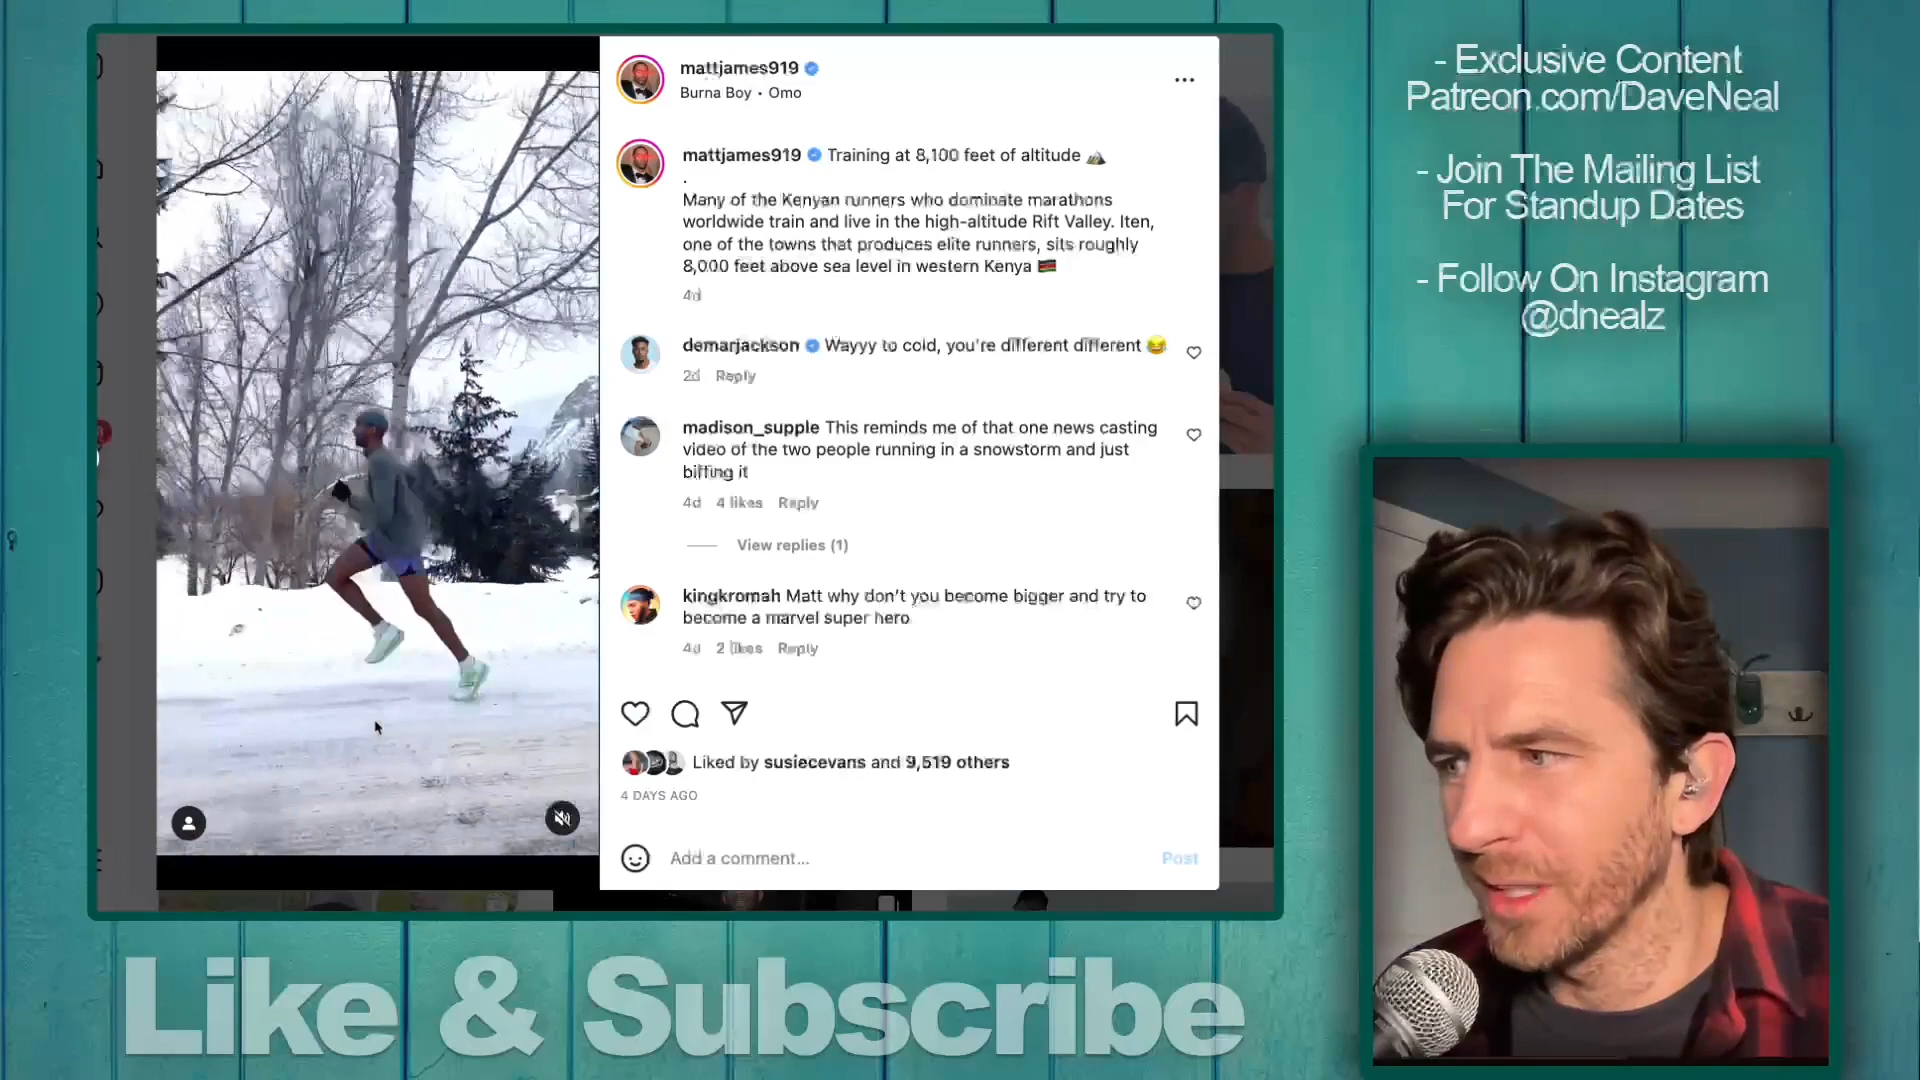 mattjames919
Burna Boy • Omo
mattjames919 Training at 8,100 feet of altitude
.
Many of the Kenyan runners who dominate marathons
worldwide train and live in the high-altitude Rift Valley. Iten,
one of the towns that produces elite runners, sits roughly
8,000 feet above sea level in western Kenya 🇰🇪
4d
demarjackson Wayyy to cold, you're different different 😂
2d Reply
madison_supple This reminds me of that one news casting
video of the two people running in a snowstorm and just
biffing it
4d 4 likes Reply
View replies (1)
kingkromah Matt why don't you become bigger and try to
become a marvel super hero
4d 2 likes Reply
Liked by susiecevans and 9,519 others
4 DAYS AGO
Add a comment...
Post
- Exclusive Content
Patreon.com/DaveNeal
- Join The Mailing List
For Standup Dates
- Follow On Instagram
@dnealz
Like & Subscribe